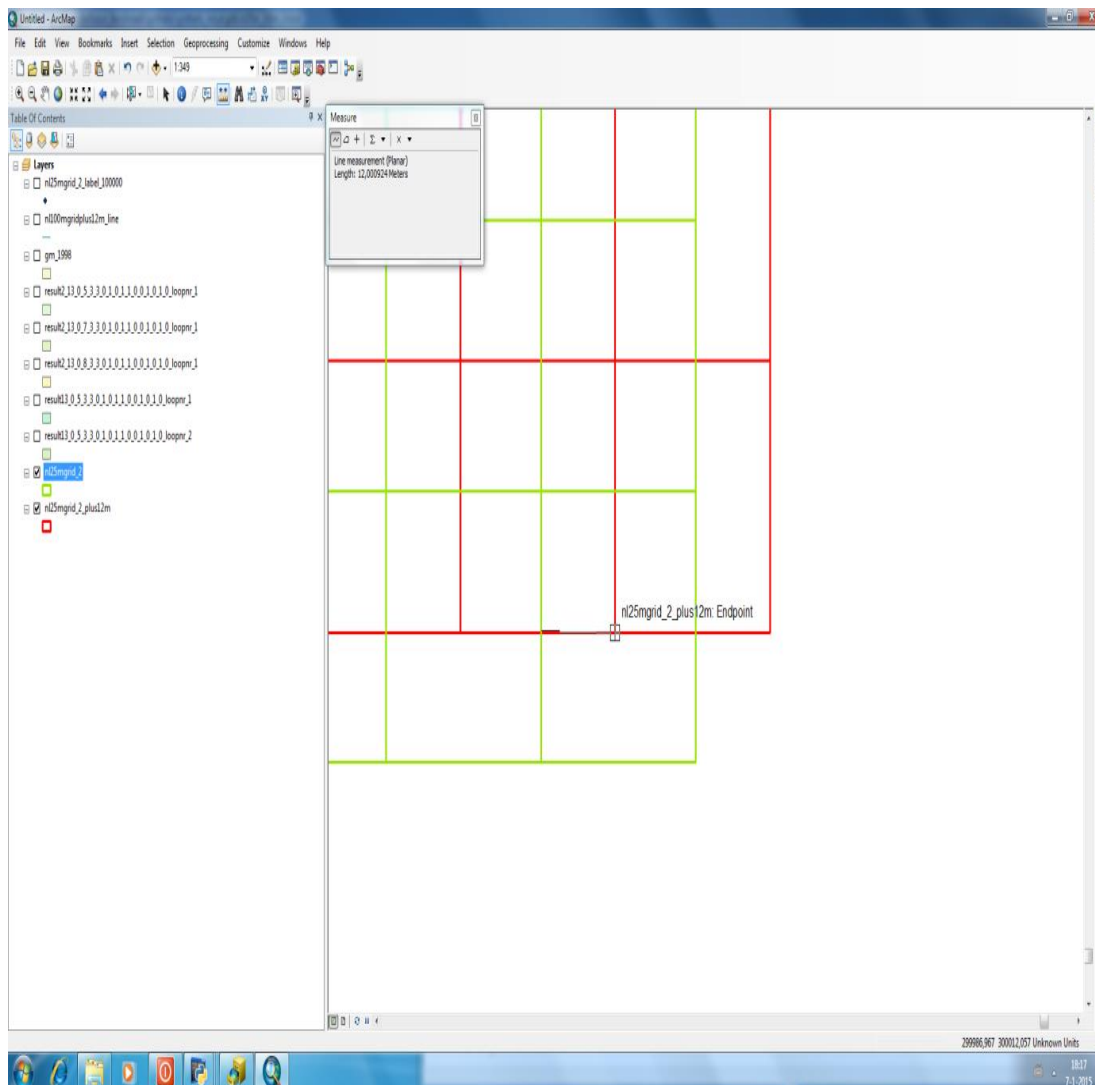 Untitled - ArcMap
File Edit View Bookmarks Insert Selection Geoprocessing Customize Windows Help
1:349
Table Of Contents
Layers
nl25mgrid_2_label_100000
nl100mgridplus12m_line
gm_1998
result2_13_0_5_3_3_0_1_0_1_1_0_0_1_0_1_0_loopnr_1
result2_13_0_7_3_3_0_1_0_1_1_0_0_1_0_1_0_loopnr_1
result2_13_0_8_3_3_0_1_0_1_1_0_0_1_0_1_0_loopnr_1
result13_0_5_3_3_0_1_0_1_1_0_0_1_0_1_0_loopnr_1
result13_0_5_3_3_0_1_0_1_1_0_0_1_0_1_0_loopnr_2
nl25mgrid_2
nl25mgrid_2_plus12m
Measure
Line measurement (Planar)
Length: 12,000924 Meters
nl25mgrid_2_plus12m: Endpoint
299986,967 300012,057 Unknown Units
18:17
7-1-2015